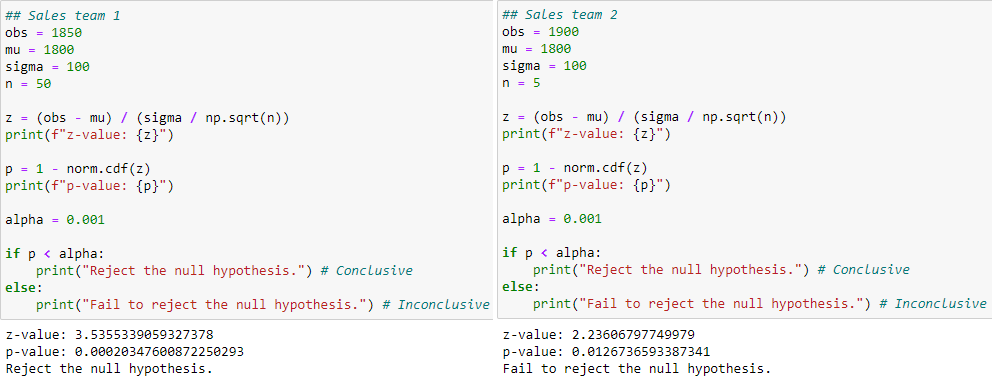 ## Sales team 1
obs = 1850
mu = 1800
sigma = 100
n = 50
z = (obs - mu) / (sigma / np.sqrt(n))
print(f"z-value: {z}")
p = 1 - norm.cdf(z)
print(f"p-value: {p}")
alpha = 0.001
if p < alpha:
    print("Reject the null hypothesis.") # Conclusive
else:
    print("Fail to reject the null hypothesis.") # Inconclusive
z-value: 3.5355339059327378
p-value: 0.00020347600872250293
Reject the null hypothesis.
## Sales team 2
obs = 1900
mu = 1800
sigma = 100
n = 5
z = (obs - mu) / (sigma / np.sqrt(n))
print(f"z-value: {z}")
p = 1 - norm.cdf(z)
print(f"p-value: {p}")
alpha = 0.001
if p < alpha:
    print("Reject the null hypothesis.") # Conclusive
else:
    print("Fail to reject the null hypothesis.") # Inconclusive
z-value: 2.23606797749979
p-value: 0.0126736593387341
Fail to reject the null hypothesis.